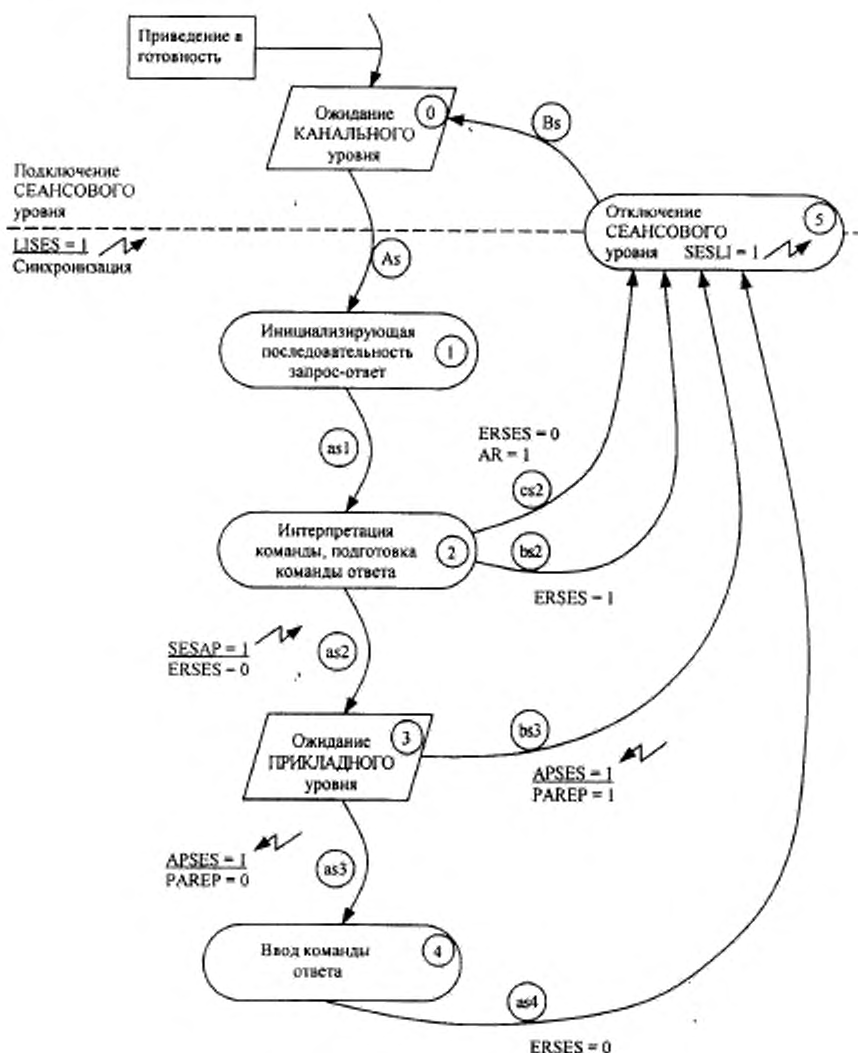 Приведение в
готовность
Ожидание
КАНАЛЬНОГО
уровня
0
Bs
Подключение
СЕАНСОВОГО
уровня
LISES = 1
Синхронизация
As
Отключение
СЕАНСОВОГО
уровня SESLI = 1
5
Инициализирующая
последовательность
запрос-ответ
1
as1
ERSES = 0
AR = 1
cs2
Интерпретация
команды, подготовка
команды ответа
2
bs2
ERSES = 1
SESAP = 1
ERSES = 0
as2
Ожидание
ПРИКЛАДНОГО
уровня
3
bs3
APSES = 1
PAREP = 1
APSES = 1
PAREP = 0
as3
Ввод команды
ответа
4
as4
ERSES = 0